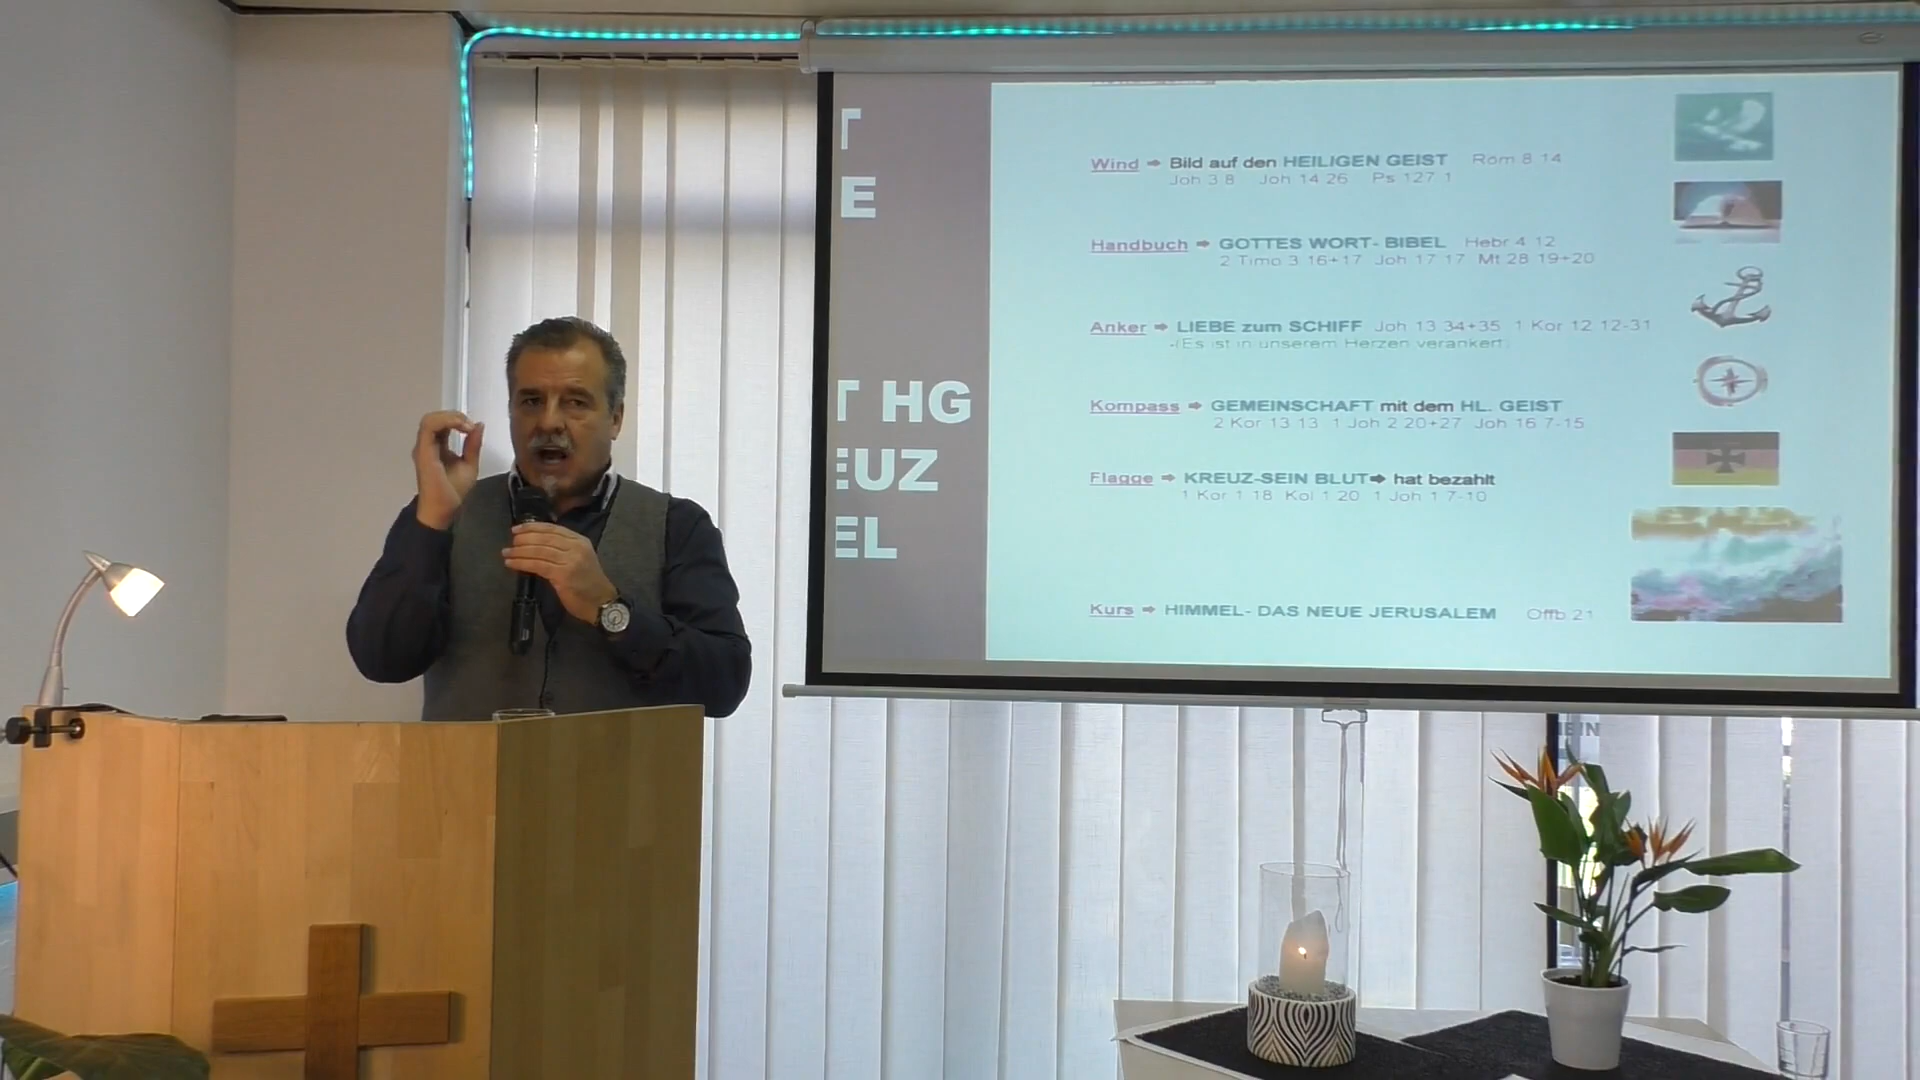 T
E
T HG
EUZ
EL
Wind ➡ Bild auf den HEILIGEN GEIST Rom 8 14
Joh 3 8 Joh 14 26 Ps 127 1
Handbuch ➡ GOTTES WORT- BIBEL Hebr 4 12
2 Timo 3 16+17 Joh 17 17 Mt 28 19+20
Anker ➡ LIEBE zum SCHIFF Joh 13 34+35 1 Kor 12 12-31
(Es ist in unserem Herzen verankert
Kompass ➡ GEMEINSCHAFT mit dem HL. GEIST
2 Kor 13 13 1 Joh 2 20+27 Joh 16 7-15
Flagge ➡ KREUZ-SEIN BLUT➡ hat bezahlt
1 Kor 1 18 Kol 1 20 1 Joh 1 7-10
Kurs ➡ HIMMEL- DAS NEUE JERUSALEM Offb 21